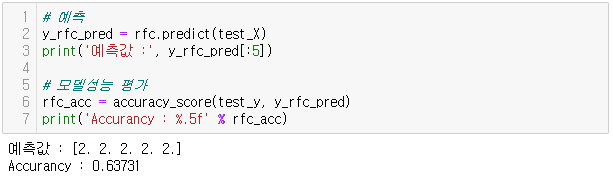 1 # 예측
2 y_rfc_pred = rfc.predict(test_X)
3 print('예측값 :', y_rfc_pred[:5])
4
5 # 모델성능 평가
6 rfc_acc = accuracy_score(test_y, y_rfc_pred)
7 print('Accurancy : %.5f' % rfc_acc)
예측값 : [2. 2. 2. 2. 2.]
Accurancy : 0.63731